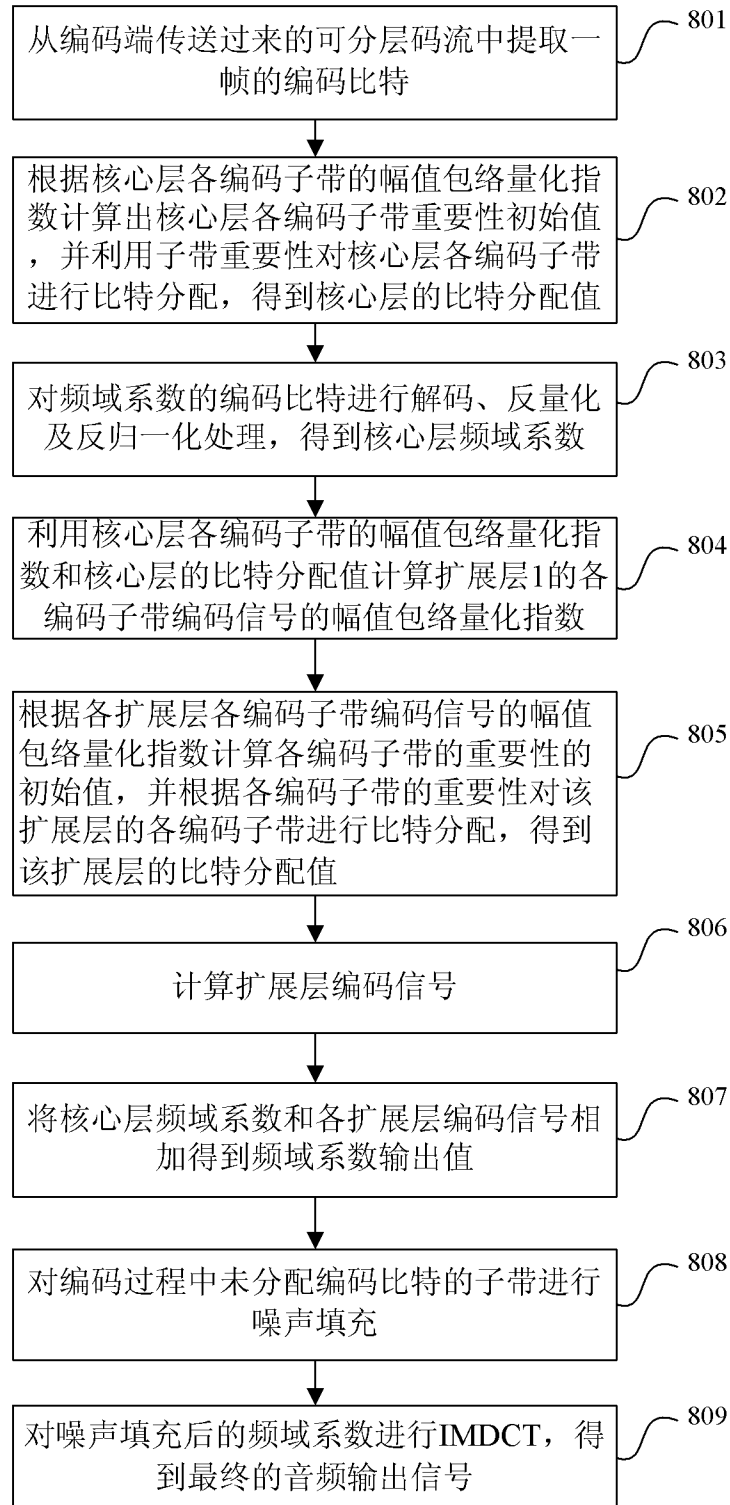 从编码端传送过来的可分层码流中提取一
帧的编码比特
801
根据核心层各编码子带的幅值包络量化指
数计算出核心层各编码子带重要性初始值
，并利用子带重要性对核心层各编码子带
进行比特分配，得到核心层的比特分配值
802
对频域系数的编码比特进行解码、反量化
及反归一化处理，得到核心层频域系数
803
利用核心层各编码子带的幅值包络量化指
数和核心层的比特分配值计算扩展层1的各
编码子带编码信号的幅值包络量化指数
804
根据各扩展层各编码子带编码信号的幅值
包络量化指数计算各编码子带的重要性的
初始值，并根据各编码子带的重要性对该
扩展层的各编码子带进行比特分配，得到
该扩展层的比特分配值
805
计算扩展层编码信号
806
将核心层频域系数和各扩展层编码信号相
加得到频域系数输出值
807
对编码过程中未分配编码比特的子带进行
噪声填充
808
对噪声填充后的频域系数进行IMDCT，得
到最终的音频输出信号
809